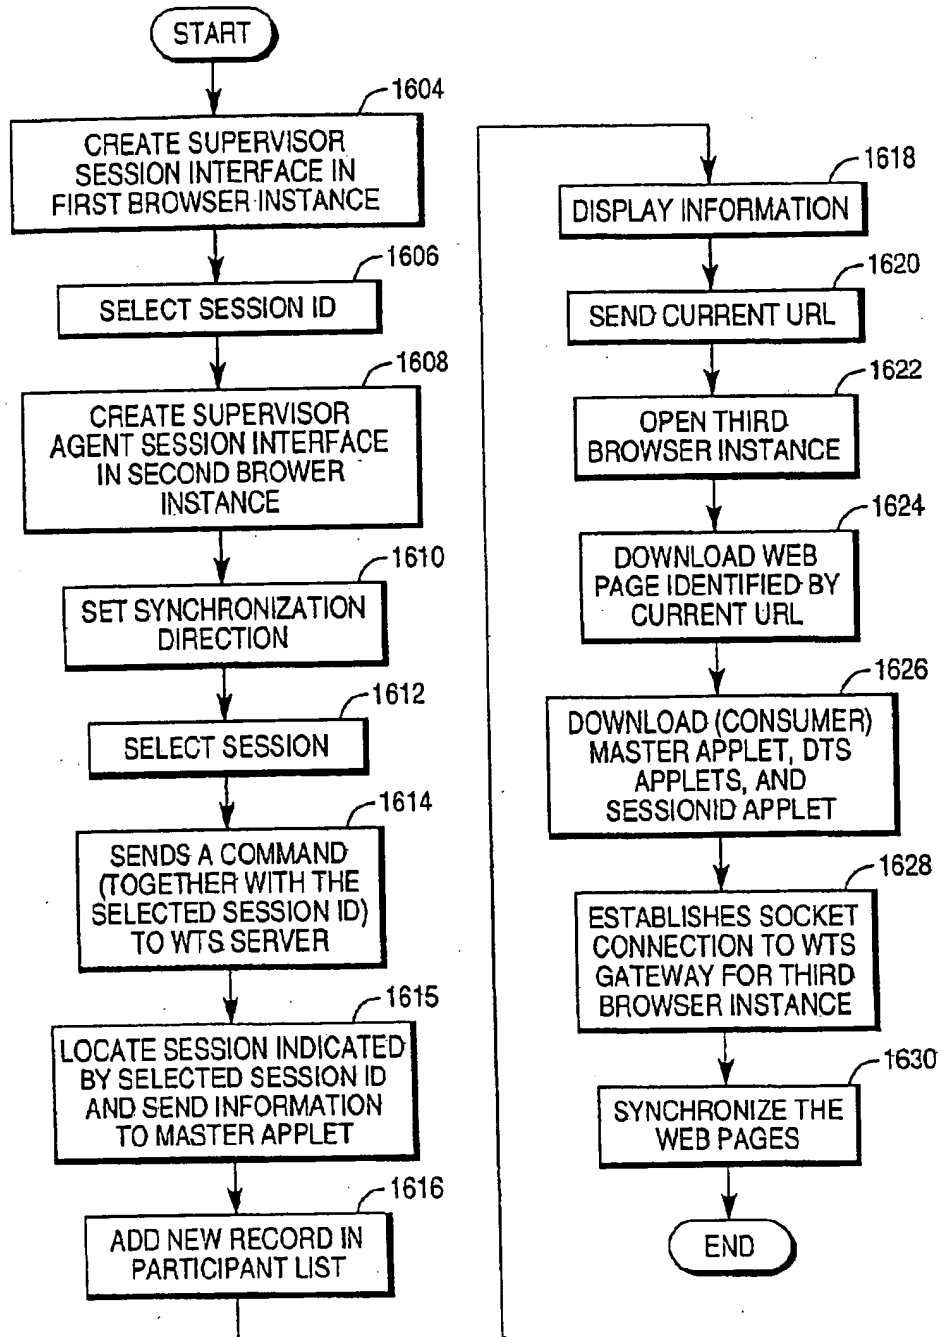 START
1604
CREATE SUPERVISOR
SESSION INTERFACE IN
FIRST BROWSER INSTANCE
1606
SELECT SESSION ID
1608
CREATE SUPERVISOR
AGENT SESSION INTERFACE
IN SECOND BROWER
INSTANCE
1610
SET SYNCHRONIZATION
DIRECTION
1612
SELECT SESSION
1614
SENDS A COMMAND
(TOGETHER WITH THE
SELECTED SESSION ID)
TO WTS SERVER
1615
LOCATE SESSION INDICATED
BY SELECTED SESSION ID
AND SEND INFORMATION
TO MASTER APPLET
1616
ADD NEW RECORD IN
PARTICIPANT LIST
1618
DISPLAY INFORMATION
1620
SEND CURRENT URL
1622
OPEN THIRD
BROWSER INSTANCE
1624
DOWNLOAD WEB
PAGE IDENTIFIED BY
CURRENT URL
1626
DOWNLOAD (CONSUMER)
MASTER APPLET, DTS
APPLETS, AND
SESSIONID APPLET
1628
ESTABLISHES SOCKET
CONNECTION TO WTS
GATEWAY FOR THIRD
BROWSER INSTANCE
1630
SYNCHRONIZE THE
WEB PAGES
END